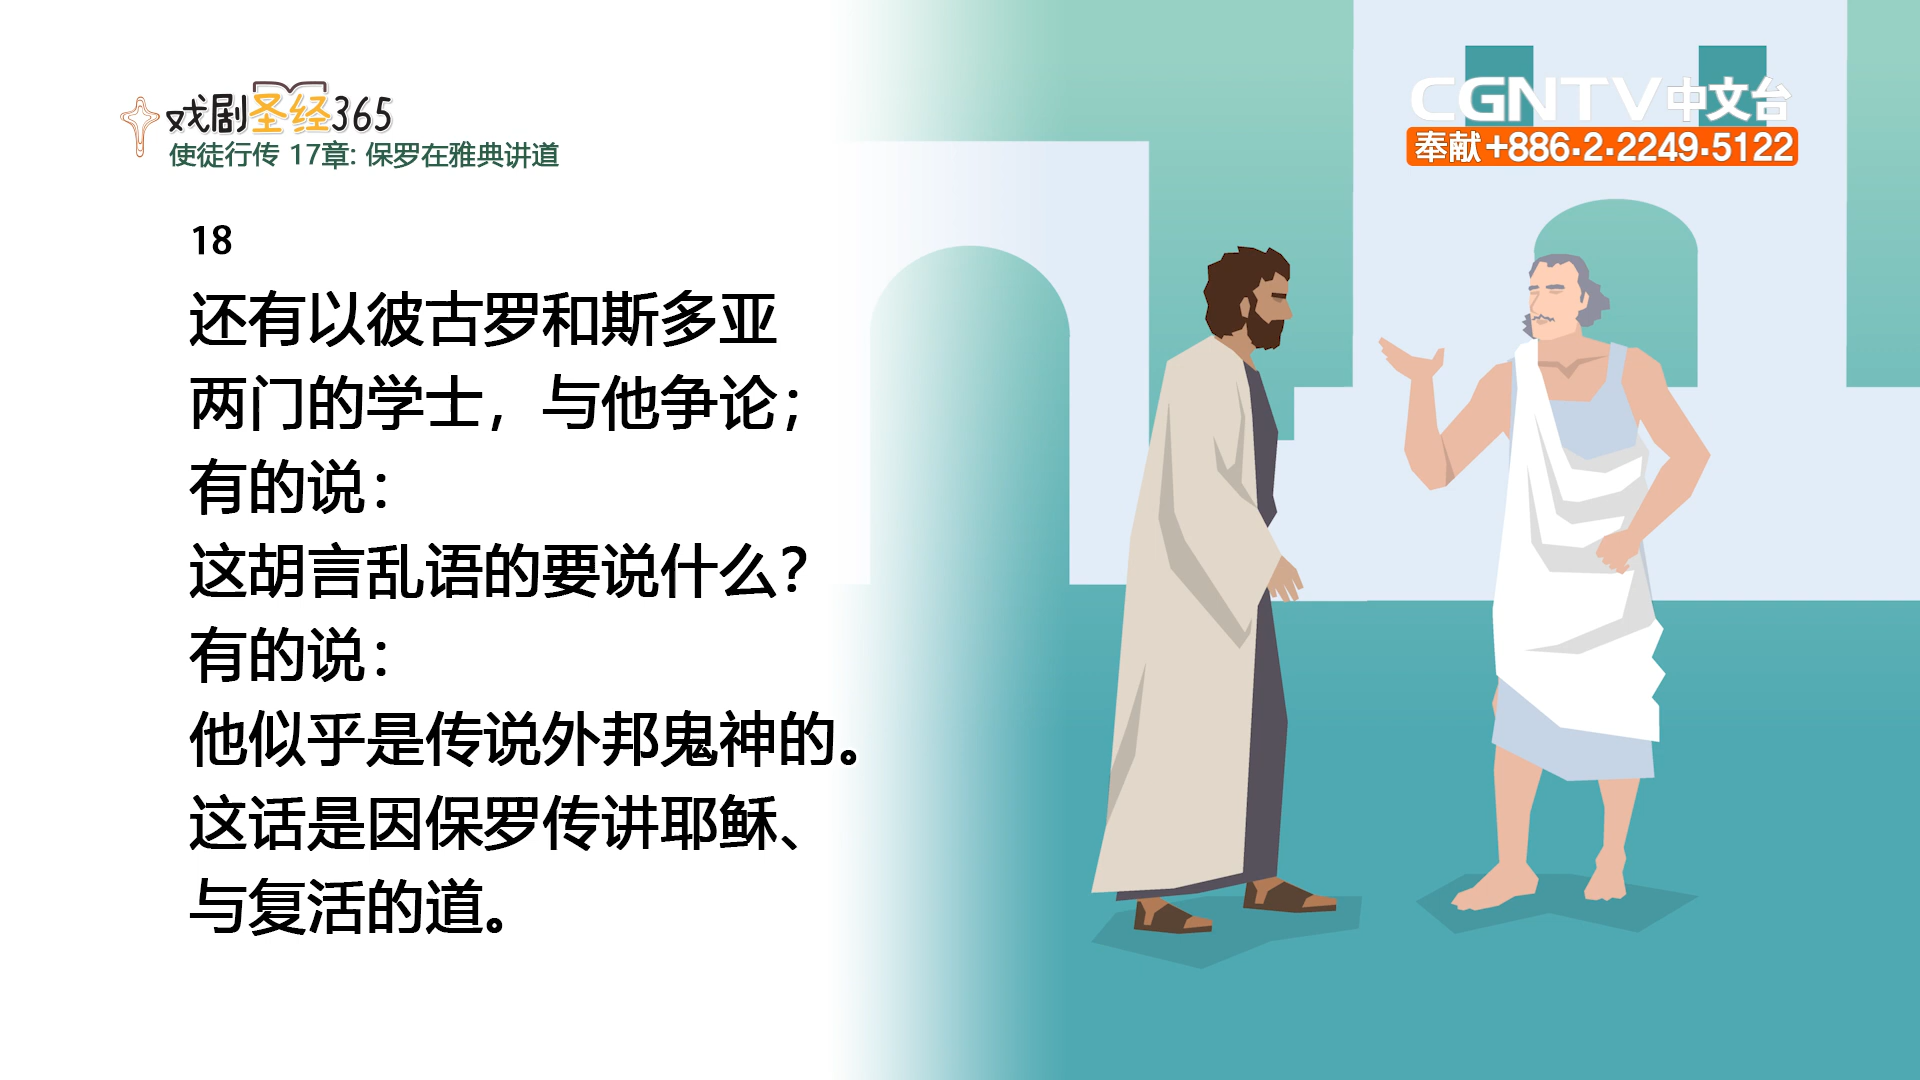 戏剧圣经365
使徒行传 17章: 保罗在雅典讲道
CGNTV中文台
奉献+886·2·2249·5122
18
还有以彼古罗和斯多亚
两门的学士，与他争论；
有的说：
这胡言乱语的要说什么？
有的说：
他似乎是传说外邦鬼神的。
这话是因保罗传讲耶稣、
与复活的道。